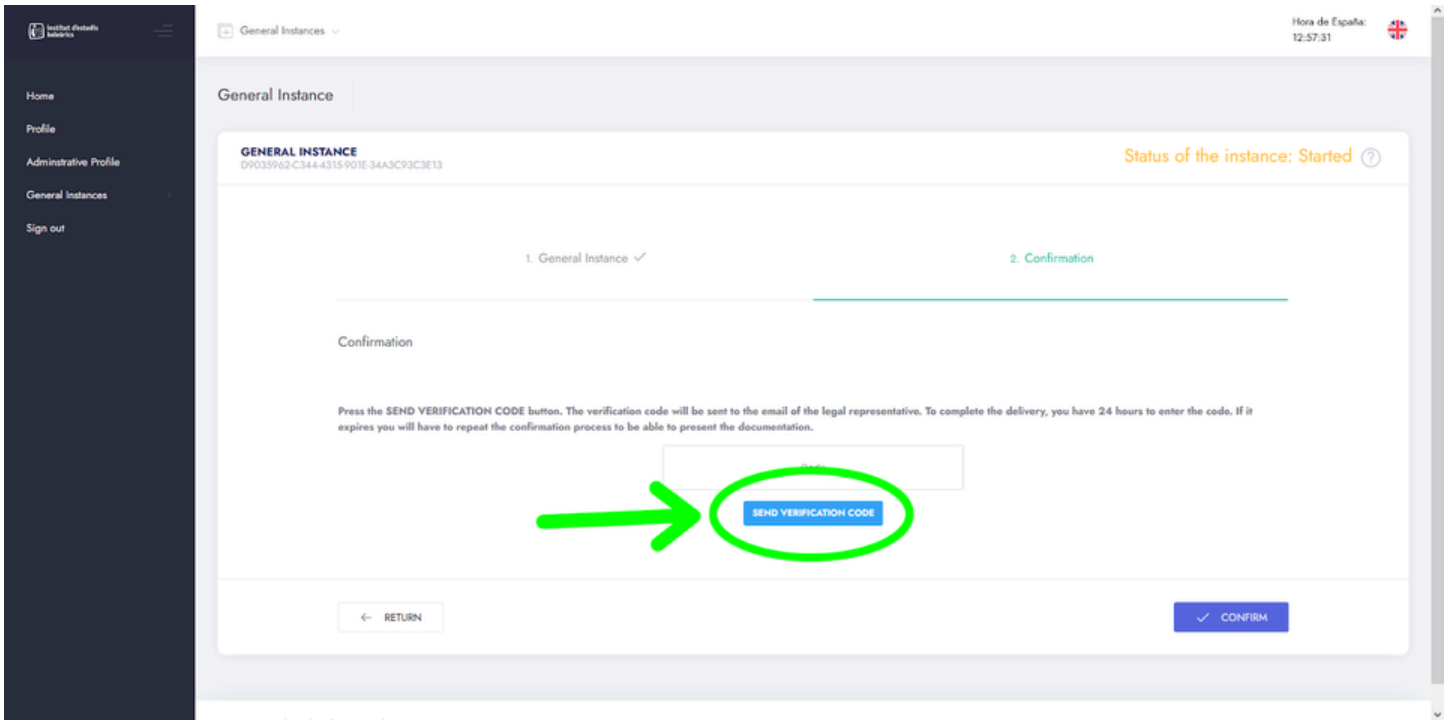 institut d'estudis
baleàrics
General Instances
Hora de España:
12:57:31
Home
Profile
Adminstrative Profile
General Instances
Sign out
General Instance
GENERAL INSTANCE
D9035962-C344-4315-901E-34A3C93C3E13
Status of the instance: Started
1. General Instance
2. Confirmation
Confirmation
Press the SEND VERIFICATION CODE button. The verification code will be sent to the email of the legal representative. To complete the delivery, you have 24 hours to enter the code. If it
expires you will have to repeat the confirmation process to be able to present the documentation.
SEND VERIFICATION CODE
RETURN
CONFIRM